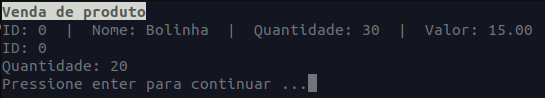 Venda de produto
ID: 0  |  Nome: Bolinha  |  Quantidade: 30  |  Valor: 15.00
ID: 0
Quantidade: 20
Pressione enter para continuar ...